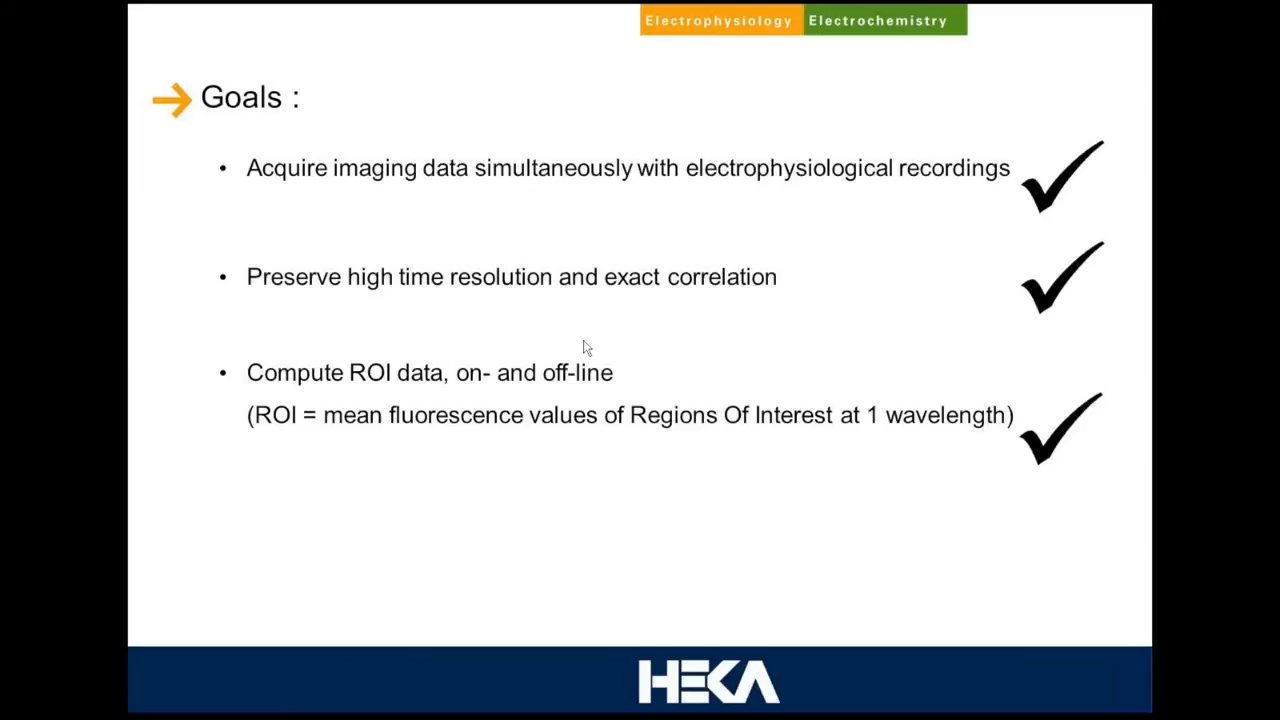 Electrophysiology Electrochemistry
Goals :
• Acquire imaging data simultaneously with electrophysiological recordings
• Preserve high time resolution and exact correlation
• Compute ROI data, on- and off-line
(ROI = mean fluorescence values of Regions Of Interest at 1 wavelength)
HEKA